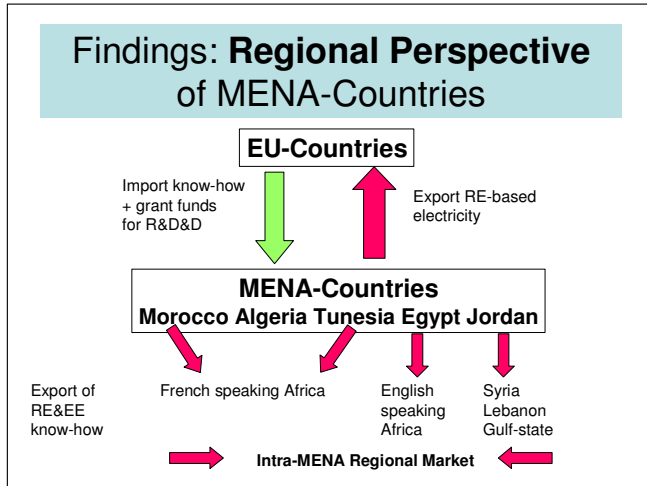 Findings: Regional Perspective
of MENA-Countries
EU-Countries
Import know-how
+ grant funds
for R&D&D
Export RE-based
electricity
MENA-Countries
Morocco Algeria Tunesia Egypt Jordan
Export of
RE&EE
know-how
French speaking Africa
English
speaking
Africa
Syria
Lebanon
Gulf-state
Intra-MENA Regional Market